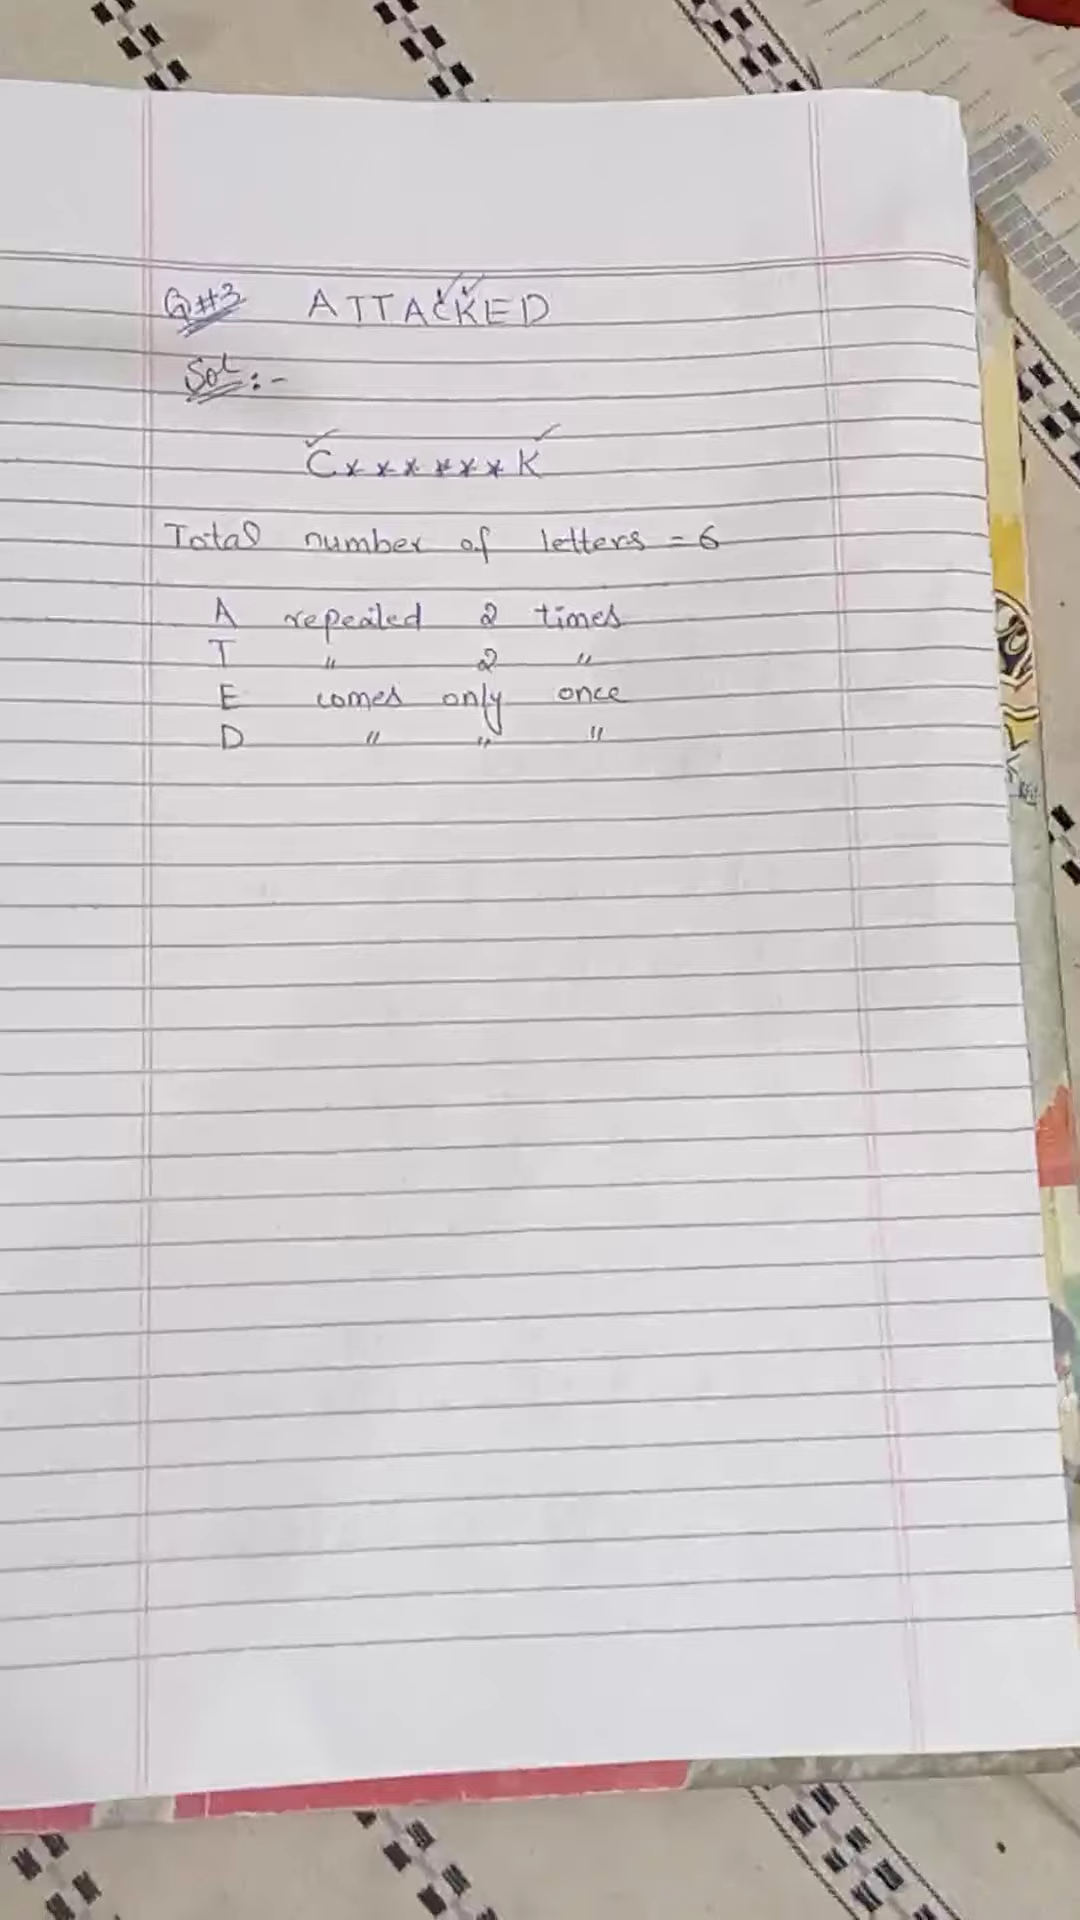 Q#3 ATTACKED
Sol:-
C******K
Total number of letters = 6
A repeated 2 times
T " 2 "
E comes only once
D " " "